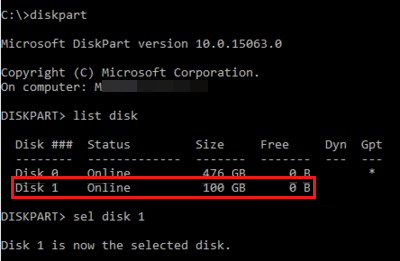 C:\>diskpart
Microsoft DiskPart version 10.0.15063.0
Copyright (C) Microsoft Corporation.
On computer: M
DISKPART> list disk
Disk ### Status Size Free Dyn Gpt
-------- ------------- ------- ------- --- ---
Disk 0 Online 476 GB 0 B *
Disk 1 Online 100 GB 0 B
DISKPART> sel disk 1
Disk 1 is now the selected disk.